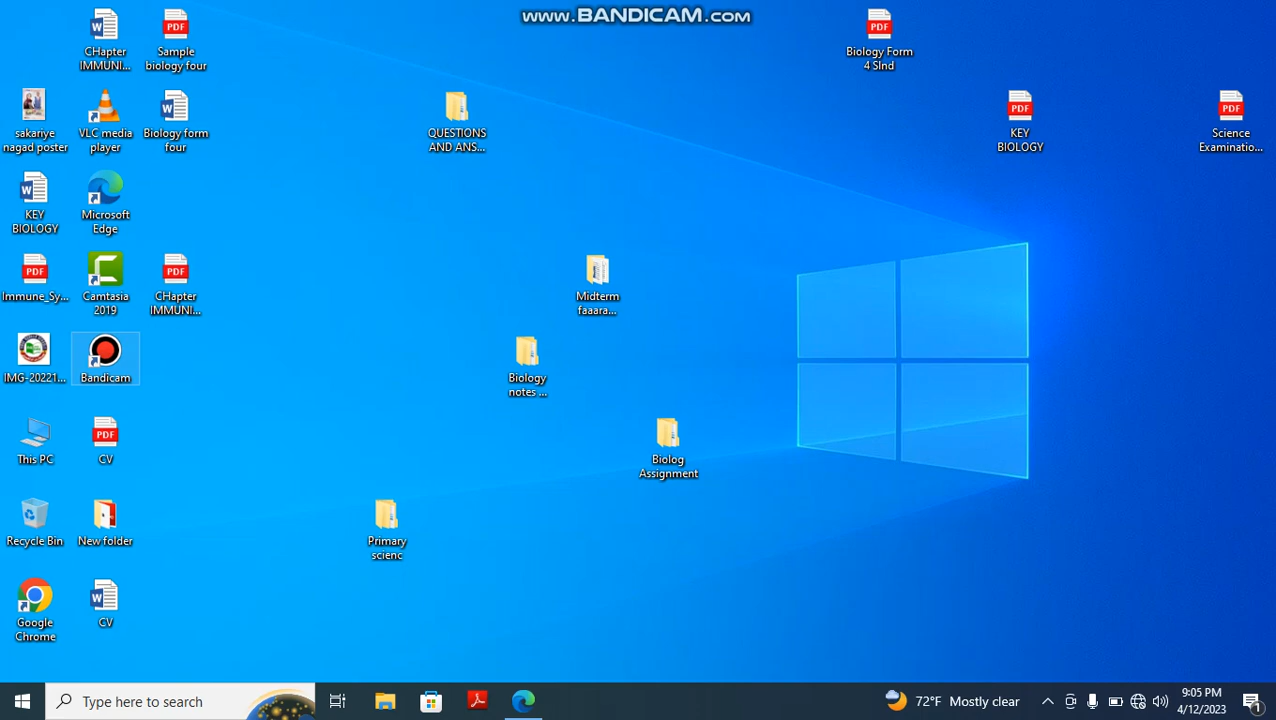 www.BANDICAM.com
CHapter
IMMUNI...
Sample
biology four
Biology Form
4 SInd
sakariye
nagad poster
VLC media
player
Biology form
four
QUESTIONS
AND ANS...
KEY
BIOLOGY
Science
Examinatio...
KEY
BIOLOGY
Microsoft
Edge
Immune_Sy...
Camtasia
2019
CHapter
IMMUNI...
Midterm
faaara...
IMG-20221...
Bandicam
Biology
notes ...
This PC
CV
Biolog
Assignment
Recycle Bin
New folder
Primary
scienc
Google
Chrome
CV
Type here to search
72°F Mostly clear
9:05 PM
4/12/2023
1